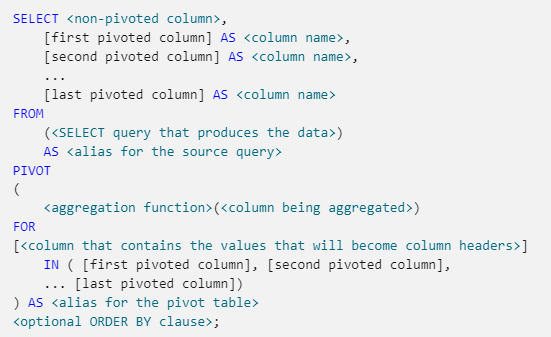 SELECT <non-pivoted column>,
    [first pivoted column] AS <column name>,
    [second pivoted column] AS <column name>,
    ...
    [last pivoted column] AS <column name>
FROM
    (<SELECT query that produces the data>)
    AS <alias for the source query>
PIVOT
(
    <aggregation function>(<column being aggregated>)
FOR
[<column that contains the values that will become column headers>]
    IN ( [first pivoted column], [second pivoted column],
    ... [last pivoted column])
) AS <alias for the pivot table>
<optional ORDER BY clause>;